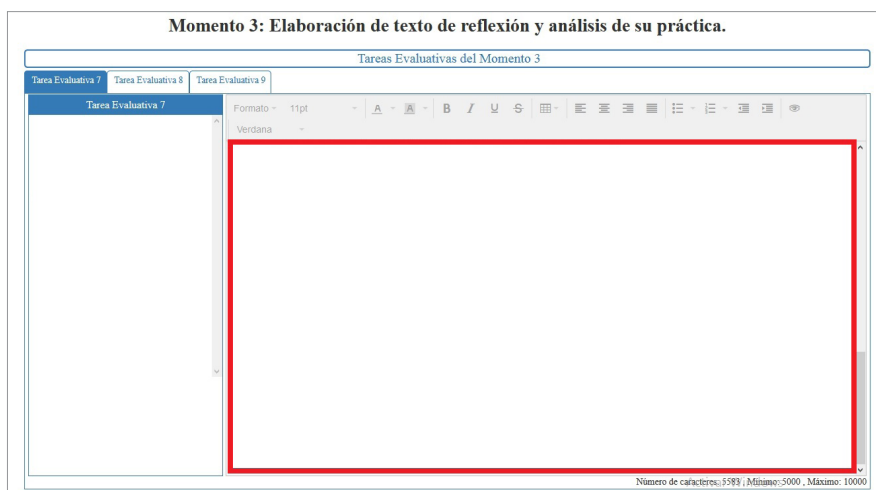 Momento 3: Elaboración de texto de reflexión y análisis de su práctica.
Tareas Evaluativas del Momento 3
Tarea Evaluativa 7 Tarea Evaluativa 8 Tarea Evaluativa 9
Tarea Evaluativa 7
Formato 11pt A A B I U S
Verdana
Número de caracteres: 5583, Mínimo: 5000 , Máximo: 10000